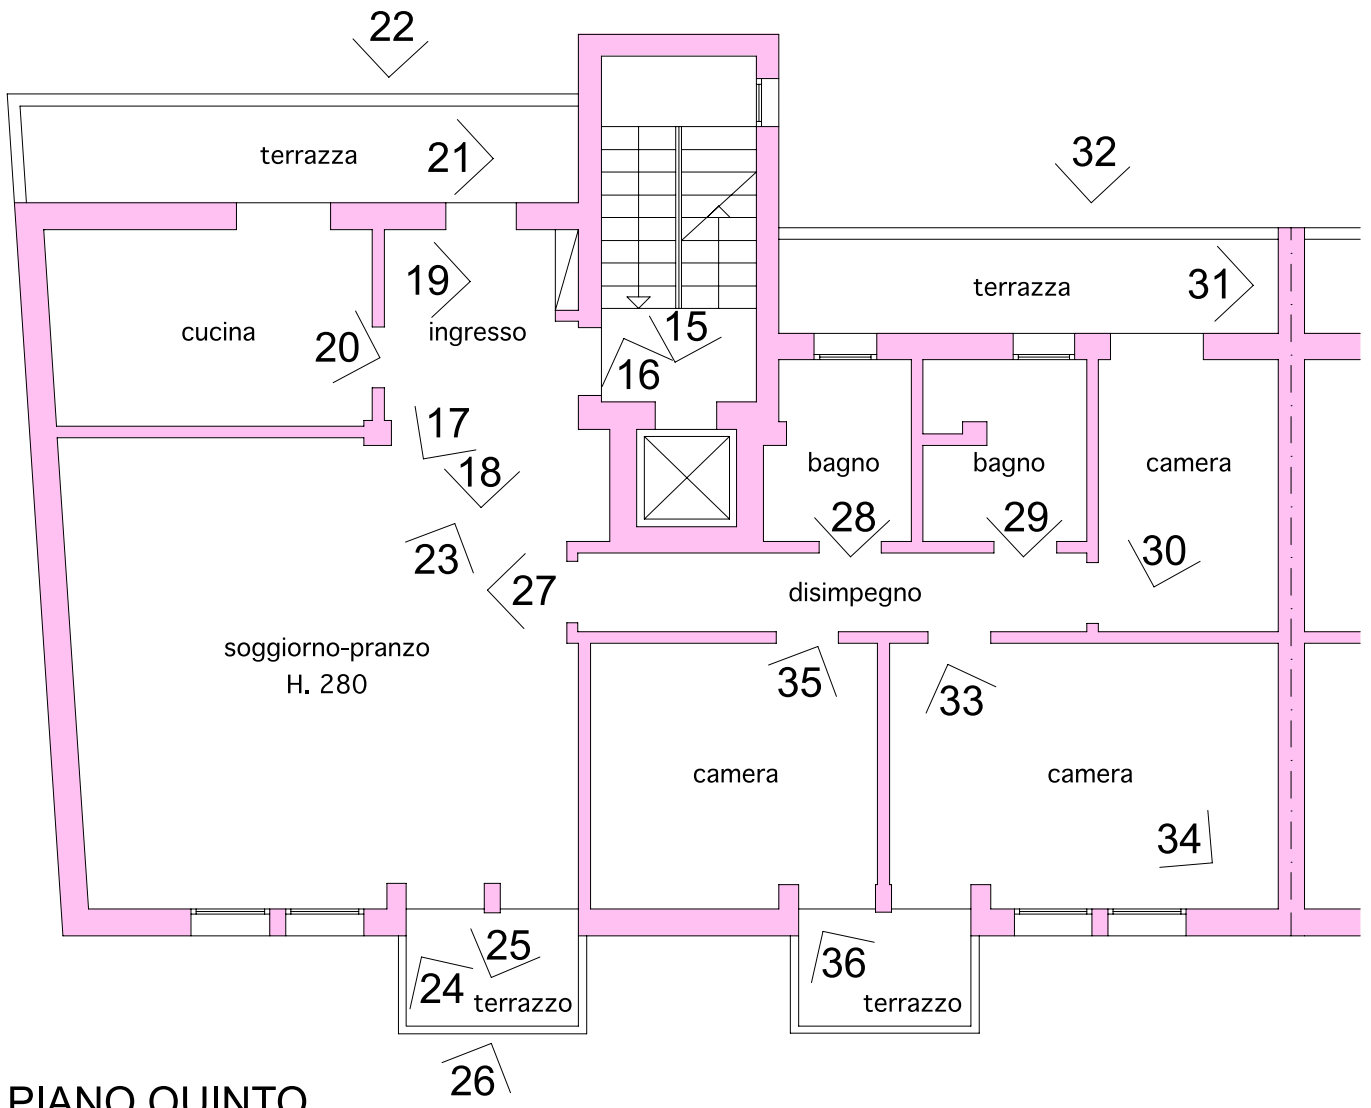 22
terrazza
21
32
terrazza
31
19
cucina
ingresso
20
15
16
17
18
bagno
bagno
camera
28
29
30
23
27
disimpegno
soggiorno-pranzo
H. 280
35
33
camera
camera
34
25
24
terrazzo
36
terrazzo
26
PIANO QUINTO